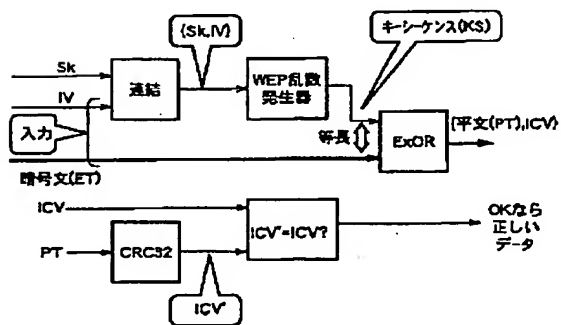 {Sk,IV}
キーシーケンス(KS)
Sk
IV
連結
WEP乱数
発生器
入力
等長
ExOR
{平文(PT),ICV}
暗号文(ET)
ICV
PT
CRC32
ICV'=ICV?
OKなら
正しい
データ
ICV'